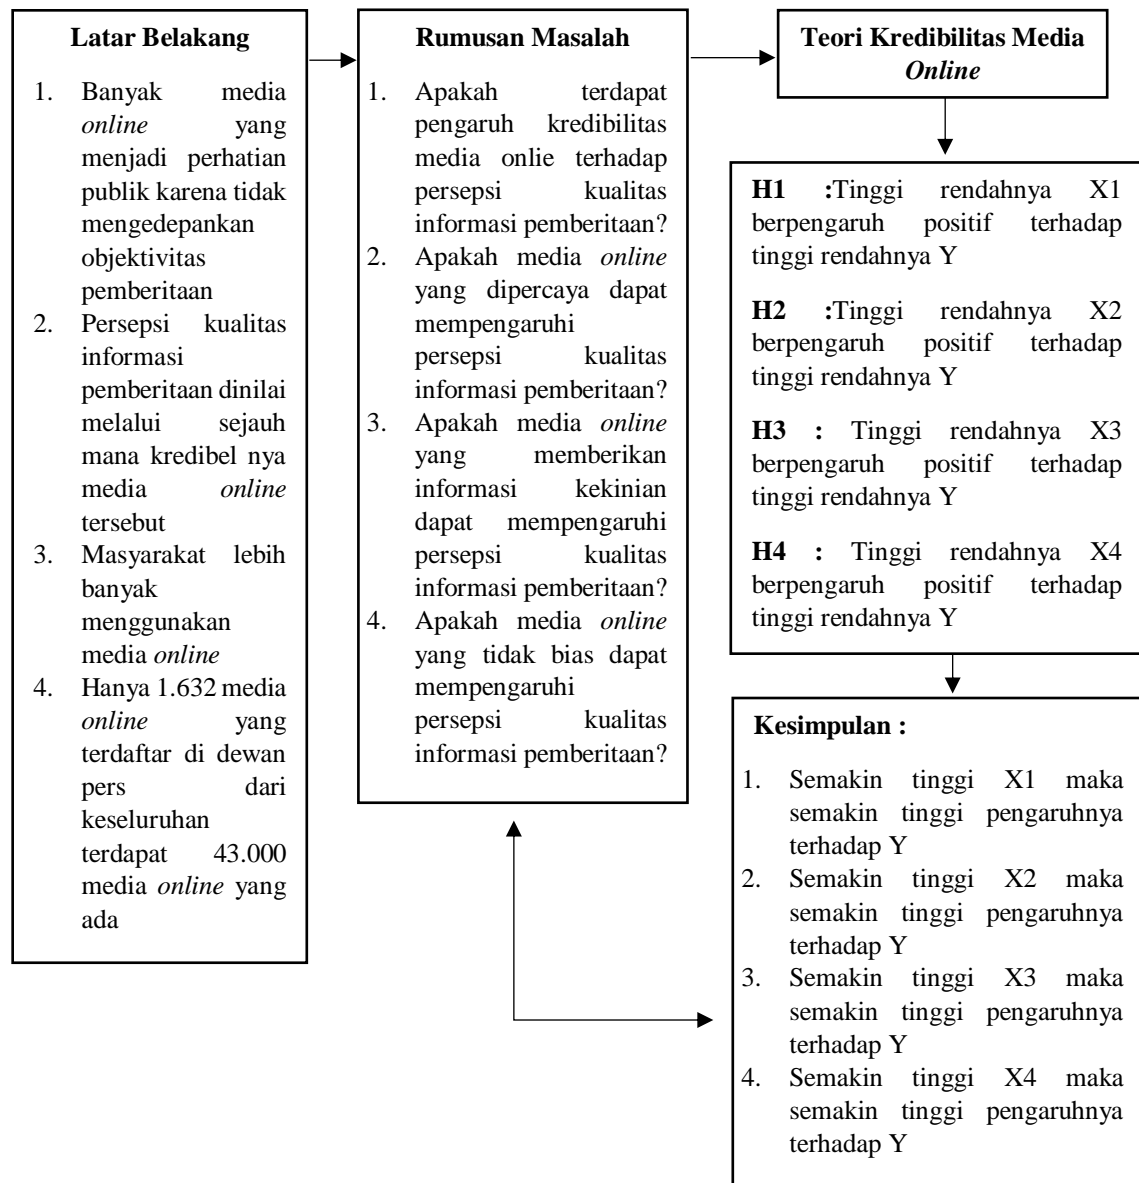 Latar Belakang
1. Banyak media
online yang
menjadi perhatian
publik karena tidak
mengedepankan
objektivitas
pemberitaan
2. Persepsi kualitas
informasi
pemberitaan dinilai
melalui sejauh
mana kredibel nya
media online
tersebut
3. Masyarakat lebih
banyak
menggunakan
media online
4. Hanya 1.632 media
online yang
terdaftar di dewan
pers dari
keseluruhan
terdapat 43.000
media online yang
ada
Rumusan Masalah
1. Apakah terdapat
pengaruh kredibilitas
media onlie terhadap
persepsi kualitas
informasi pemberitaan?
2. Apakah media online
yang dipercaya dapat
mempengaruhi
persepsi kualitas
informasi pemberitaan?
3. Apakah media online
yang memberikan
informasi kekinian
dapat mempengaruhi
persepsi kualitas
informasi pemberitaan?
4. Apakah media online
yang tidak bias dapat
mempengaruhi
persepsi kualitas
informasi pemberitaan?
Teori Kredibilitas Media
Online
H1 :Tinggi rendahnya X1
berpengaruh positif terhadap
tinggi rendahnya Y
H2 :Tinggi rendahnya X2
berpengaruh positif terhadap
tinggi rendahnya Y
H3 : Tinggi rendahnya X3
berpengaruh positif terhadap
tinggi rendahnya Y
H4 : Tinggi rendahnya X4
berpengaruh positif terhadap
tinggi rendahnya Y
Kesimpulan :
1. Semakin tinggi X1 maka
semakin tinggi pengaruhnya
terhadap Y
2. Semakin tinggi X2 maka
semakin tinggi pengaruhnya
terhadap Y
3. Semakin tinggi X3 maka
semakin tinggi pengaruhnya
terhadap Y
4. Semakin tinggi X4 maka
semakin tinggi pengaruhnya
terhadap Y